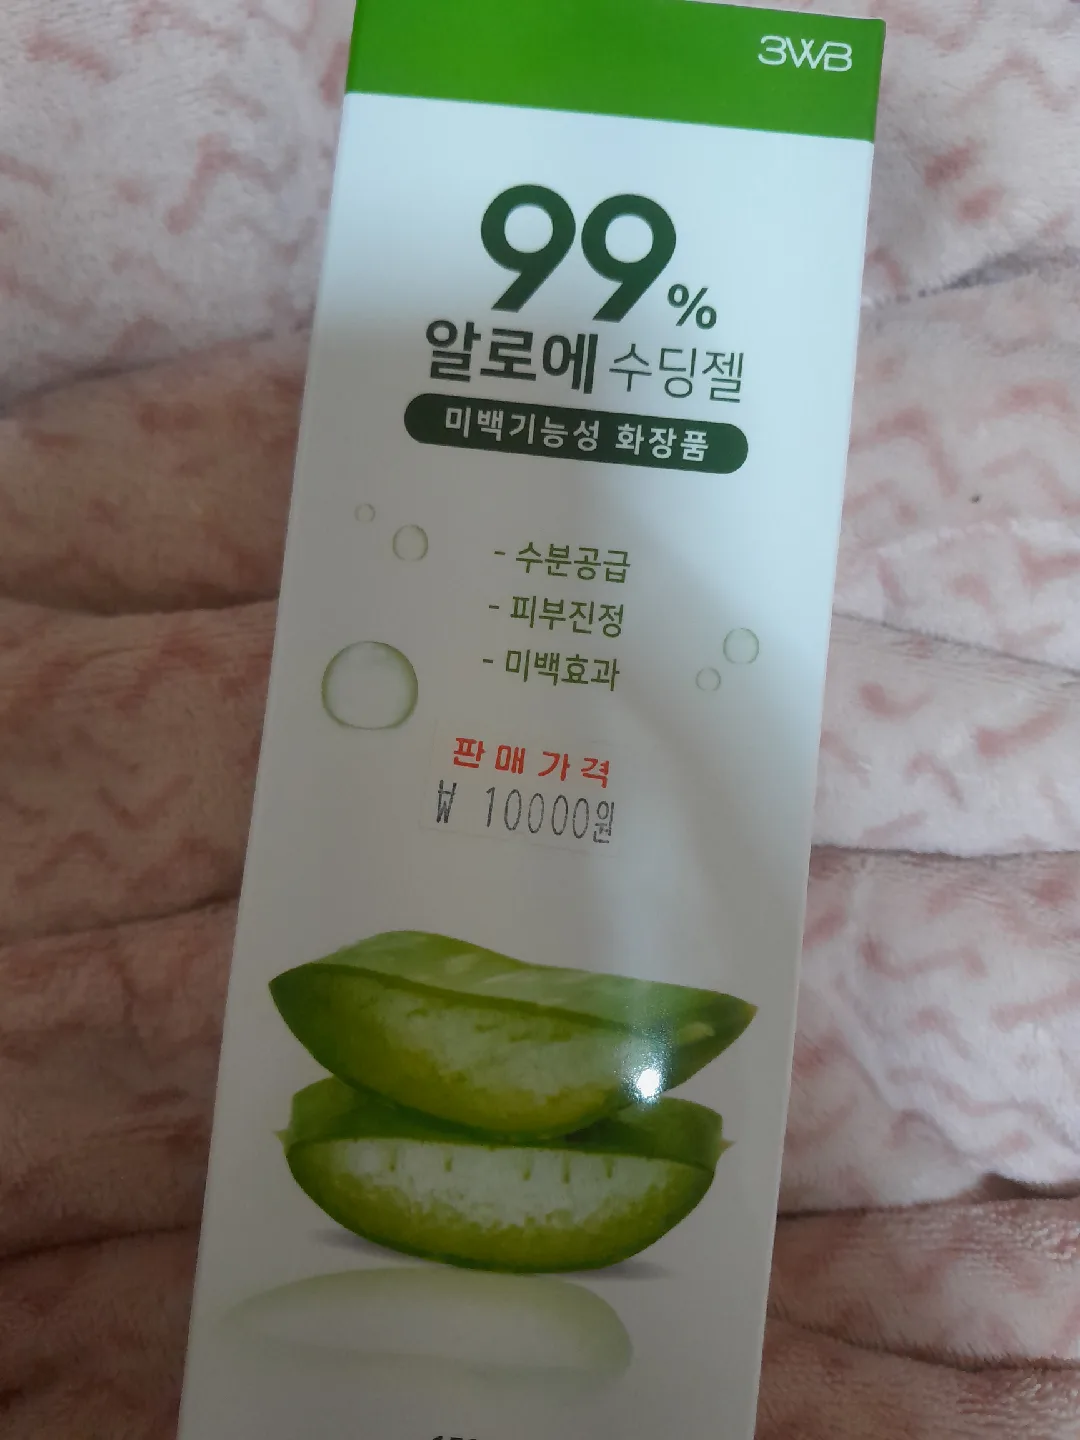 3WB
99%
알로에 수딩젤
미백기능성 화장품
- 수분공급
- 피부진정
- 미백효과
판매가격
₩ 10000원